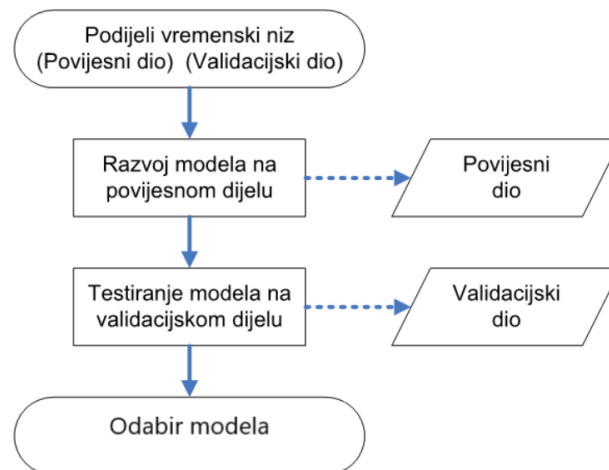 Podijeli vremenski niz
(Povijesni dio)  (Validacijski dio)
Razvoj modela na
povijesnom dijelu
Povijesni
dio
Testiranje modela na
validacijskom dijelu
Validacijski
dio
Odabir modela